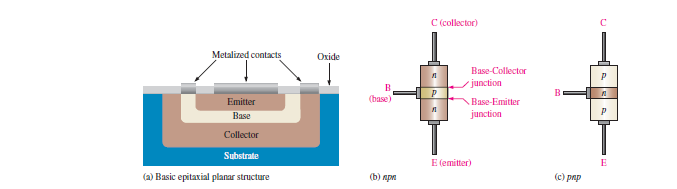 Metalized contacts
Oxide
Emitter
Base
Collector
Substrate
(a) Basic epitaxial planar structure
C (collector)
n
Base-Collector
junction
B
(base)
p
Base-Emitter
junction
n
E (emitter)
(b) npn
C
p
B
n
p
E
(c) pnp